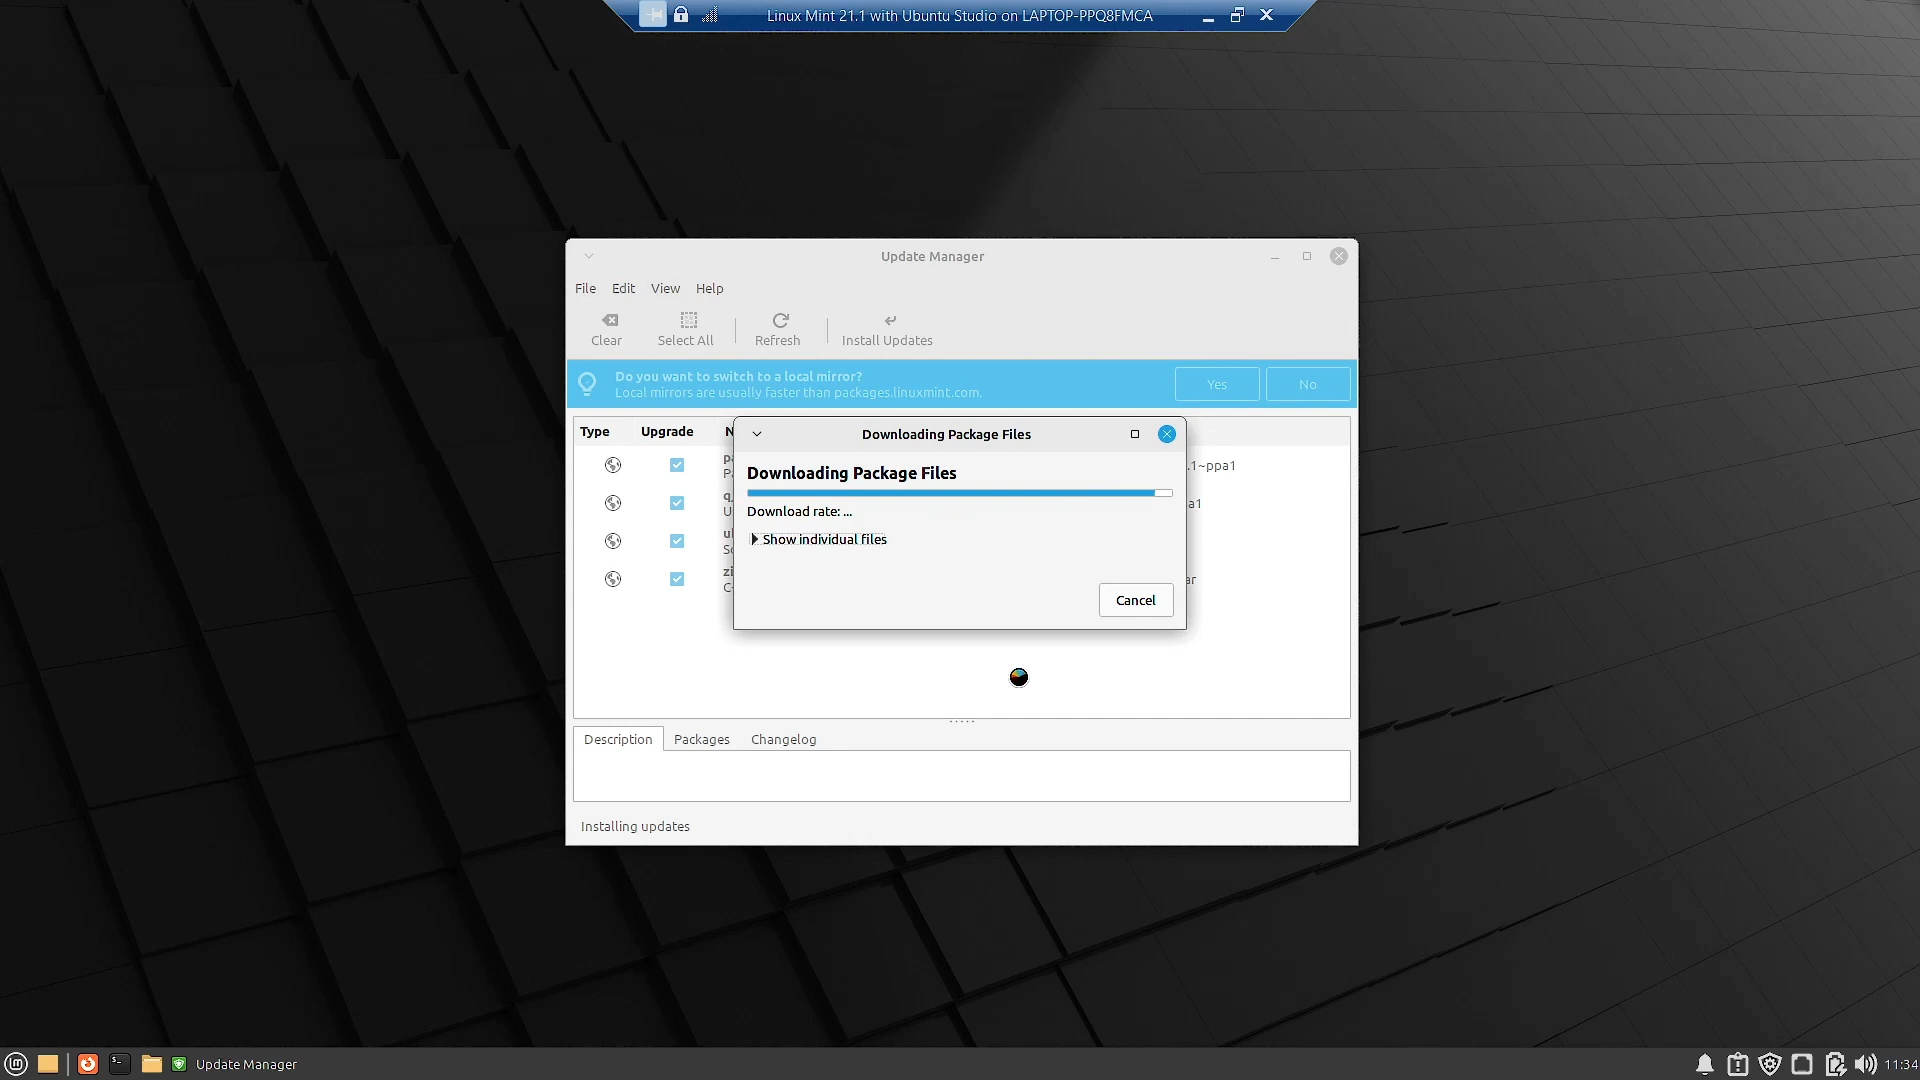 Linux Mint 21.1 with Ubuntu Studio on LAPTOP-PPQ8FMCA
Update Manager
File Edit View Help
Clear Select All Refresh Install Updates
Do you want to switch to a local mirror?
Local mirrors are usually faster than packages.linuxmint.com.
Yes No
Type Upgrade
Downloading Package Files
Downloading Package Files
Download rate: ...
Show individual files
Cancel
.1~ppa1
a1
ar
Description Packages Changelog
Installing updates
Update Manager
11:34